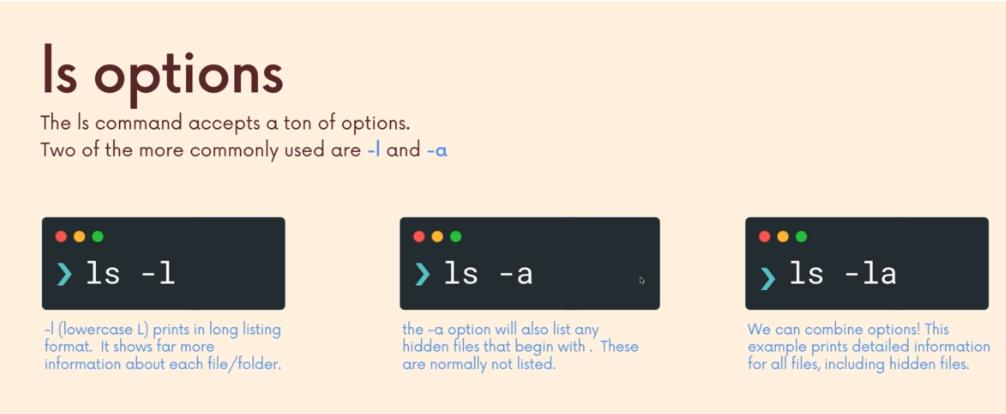 ls options
The ls command accepts a ton of options.
Two of the more commonly used are -l and -a
❯ ls -l
-l (lowercase L) prints in long listing
format. It shows far more
information about each file/folder.
❯ ls -a
the -a option will also list any
hidden files that begin with . These
are normally not listed.
❯ ls -la
We can combine options! This
example prints detailed information
for all files, including hidden files.